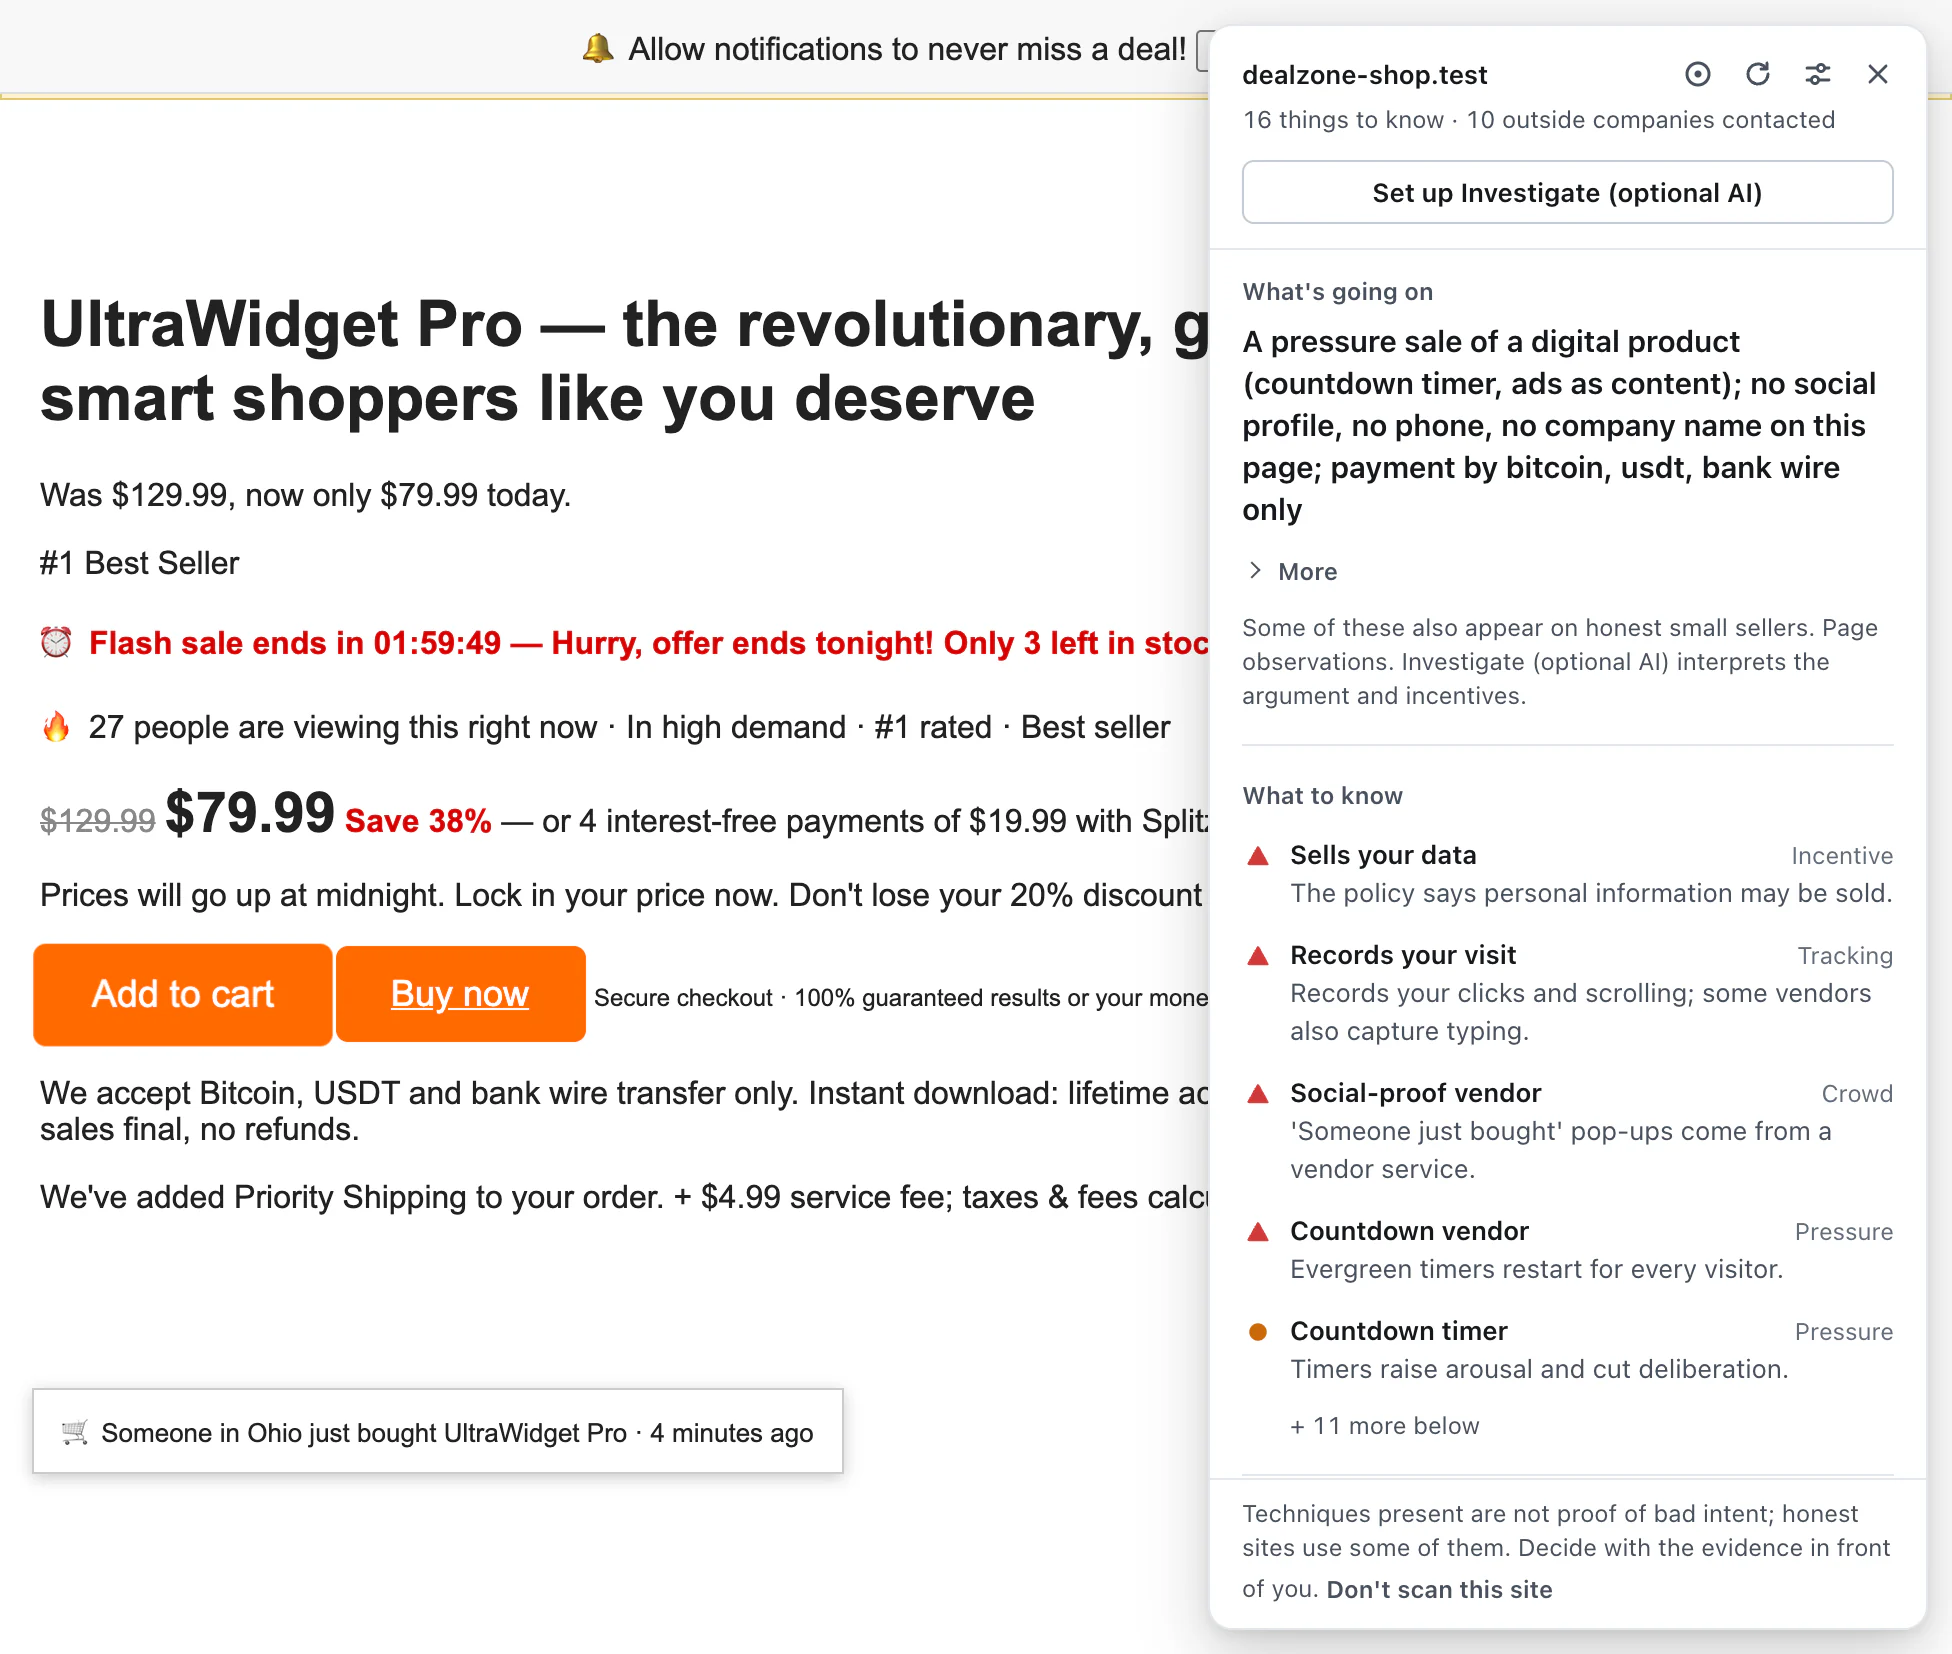 🔔 Allow notifications to never miss a deal!
UltraWidget Pro — the revolutionary,
smart shoppers like you deserve
Was $129.99, now only $79.99 today.
#1 Best Seller
⏰ Flash sale ends in 01:59:49 — Hurry, offer ends tonight! Only 3 left in
🔥 27 people are viewing this right now · In high demand · #1 rated · Best seller
$129.99 $79.99 Save 38% — or 4 interest-free payments of $19.99 with
Prices will go up at midnight. Lock in your price now. Don't lose your 20% discount
Add to cart
Buy now
Secure checkout · 100% guaranteed results or your
We accept Bitcoin, USDT and bank wire transfer only. Instant download: lifetime
sales final, no refunds.
We've added Priority Shipping to your order. + $4.99 service fee; taxes & fees
🛒 Someone in Ohio just bought UltraWidget Pro · 4 minutes ago
dealzone-shop.test
16 things to know · 10 outside companies contacted
Set up Investigate (optional AI)
What's going on
A pressure sale of a digital product
(countdown timer, ads as content); no social
profile, no phone, no company name on this
page; payment by bitcoin, usdt, bank wire
only
More
Some of these also appear on honest small sellers. Page
observations. Investigate (optional AI) interprets the
argument and incentives.
What to know
Sells your data Incentive
The policy says personal information may be sold.
Records your visit Tracking
Records your clicks and scrolling; some vendors
also capture typing.
Social-proof vendor Crowd
'Someone just bought' pop-ups come from a
vendor service.
Countdown vendor Pressure
Evergreen timers restart for every visitor.
Countdown timer Pressure
Timers raise arousal and cut deliberation.
+ 11 more below
Techniques present are not proof of bad intent; honest
sites use some of them. Decide with the evidence in front
of you. Don't scan this site